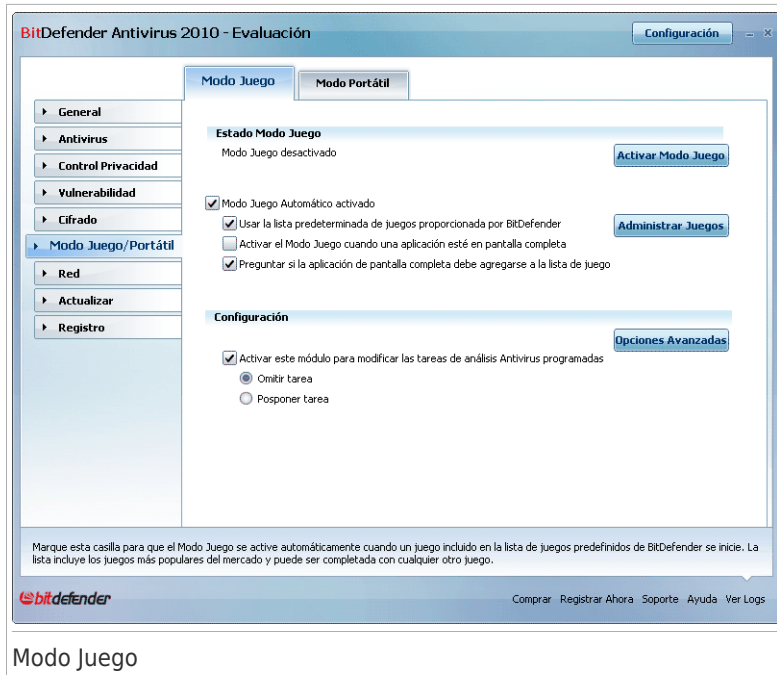 BitDefender Antivirus 2010 - Evaluación
Configuración
Modo Juego
Modo Portátil
General
Antivirus
Control Privacidad
Vulnerabilidad
Cifrado
Modo Juego/Portátil
Red
Actualizar
Registro
Estado Modo Juego
Modo Juego desactivado
Activar Modo Juego
Modo Juego Automático activado
Usar la lista predeterminada de juegos proporcionada por BitDefender
Administrar Juegos
Activar el Modo Juego cuando una aplicación esté en pantalla completa
Preguntar si la aplicación de pantalla completa debe agregarse a la lista de juego
Configuración
Opciones Avanzadas
Activar este módulo para modificar las tareas de análisis Antivirus programadas
Omitir tarea
Posponer tarea
Marque esta casilla para que el Modo Juego se active automáticamente cuando un juego incluido en la lista de juegos predefinidos de BitDefender se inicie. La
lista incluye los juegos más populares del mercado y puede ser completada con cualquier otro juego.
bitdefender
Comprar Registrar Ahora Soporte Ayuda Ver Logs
Modo Juego